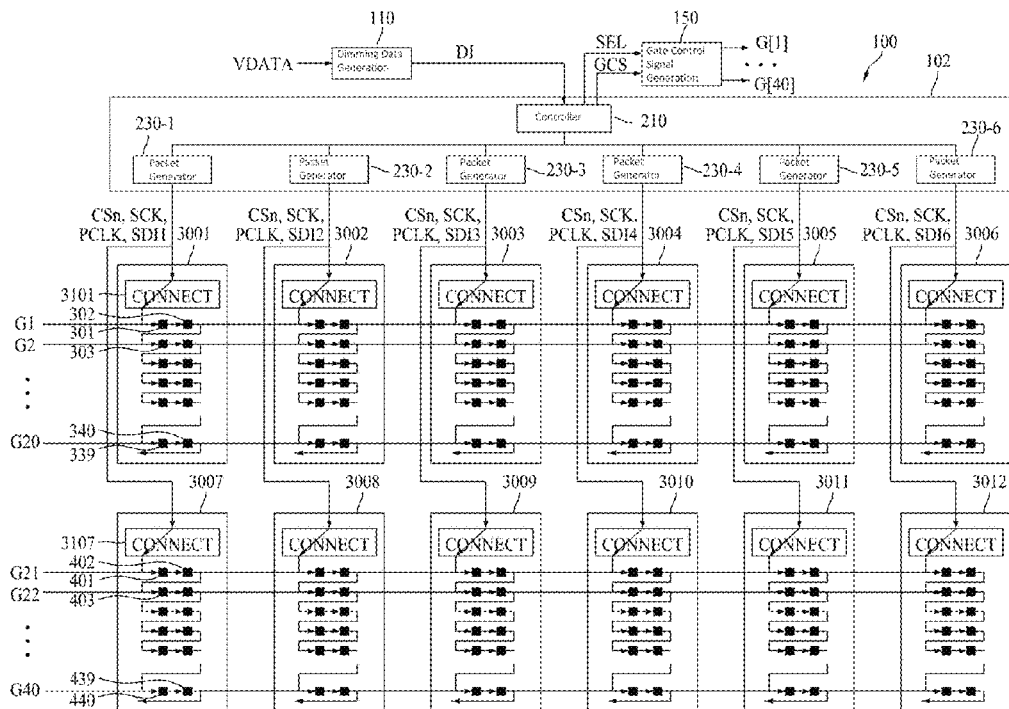 110
150
VDATA
Dimming Data
Generation
DI
SEL
GCS
Gate Control
Signal
Generation
G[1]
G[40]
100
102
Controller
210
230-1
Packet
Generator
Packet
Generator
230-2
Packet
Generator
230-3
Packet
Generator
230-4
Packet
Generator
230-5
230-6
Packet
Generator
CSn, SCK,
PCLK, SDI1
3001
CSn, SCK,
PCLK, SDI2
3002
CSn, SCK,
PCLK, SDI3
3003
CSn, SCK,
PCLK, SDI4
3004
CSn, SCK,
PCLK, SDI5
3005
CSn, SCK,
PCLK, SDI6
3006
3101
CONNECT
CONNECT
CONNECT
CONNECT
CONNECT
CONNECT
302
G1
301
G2
303
340
G20
339
3007
3008
3009
3010
3011
3012
3107
CONNECT
CONNECT
CONNECT
CONNECT
CONNECT
CONNECT
402
G21
401
G22
403
439
G40
440